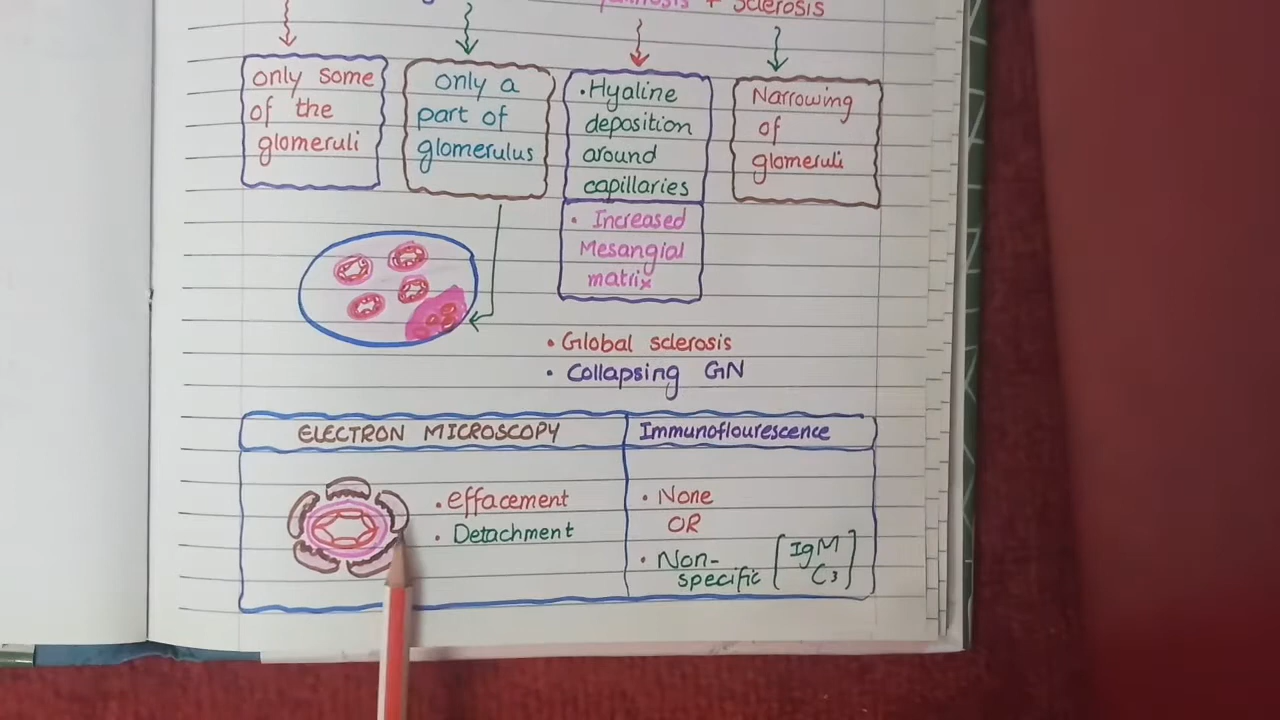 + Sclerosis
only some
of the
glomeruli
only a
part of
glomerulus
• Hyaline
deposition
around
capillaries
• Increased
Mesangial
matrix
Narrowing
of
glomeruli
• Global sclerosis
• Collapsing GN
ELECTRON MICROSCOPY
• effacement
• Detachment
Immunoflourescence
• None
OR
• Non-
specific [IgM
C3]